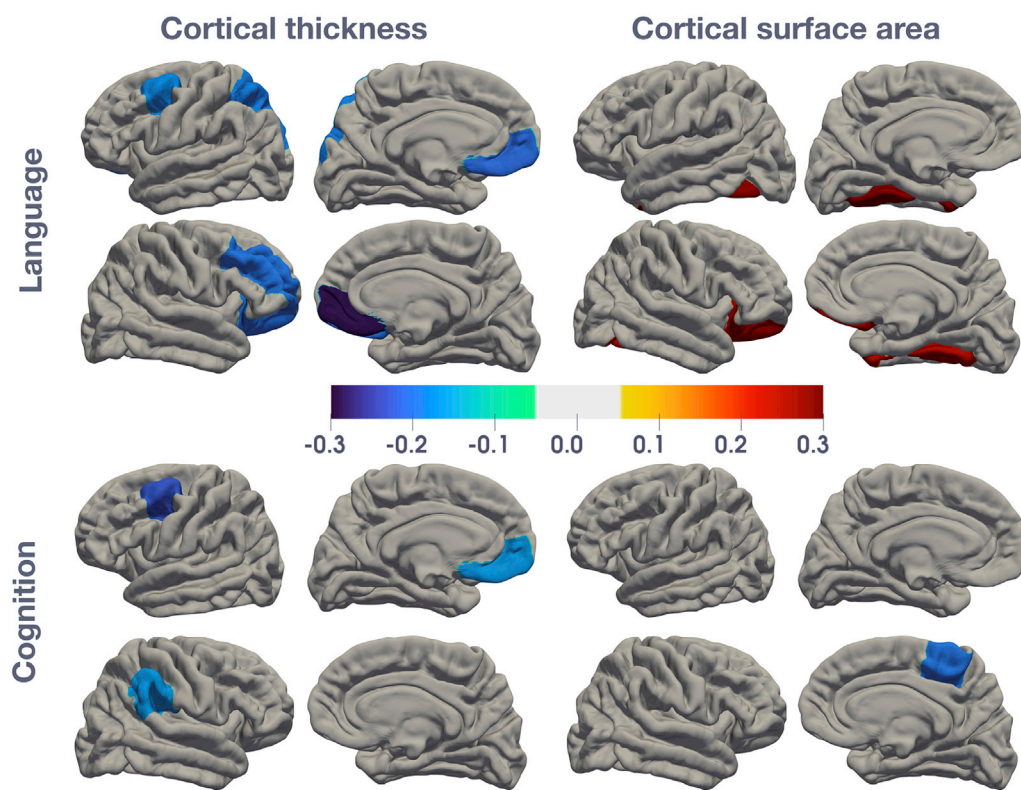 Cortical thickness
Cortical surface area
Language
-0.3 -0.2 -0.1 0.0 0.1 0.2 0.3
Cognition